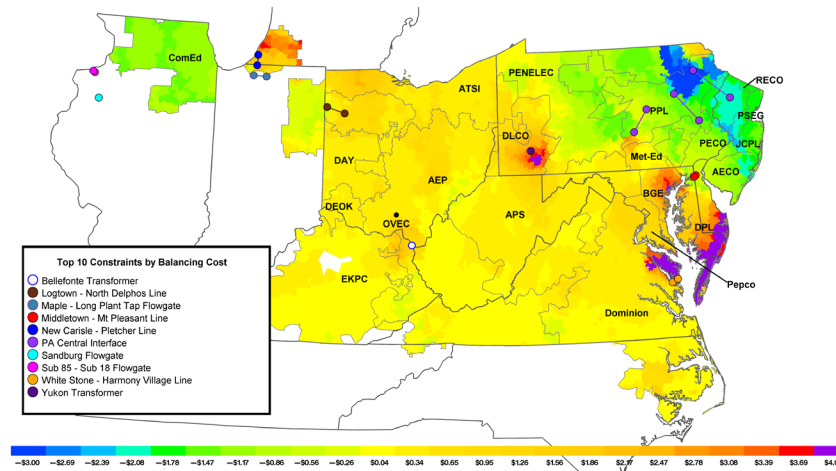 ComEd
ATSI
PENELEC
RECO
PPL
PSEG
DLCO
PECO
JCPL
Met-Ed
DAY
AEP
AECO
BGE
DEOK
APS
OVEC
DPL
EKPC
Pepco
Dominion
Top 10 Constraints by Balancing Cost
Bellefonte Transformer
Logtown - North Delphos Line
Maple - Long Plant Tap Flowgate
Middletown - Mt Pleasant Line
New Carisle - Pletcher Line
PA Central Interface
Sandburg Flowgate
Sub 85 - Sub 18 Flowgate
White Stone - Harmony Village Line
Yukon Transformer
−$3.00 −$2.69 −$2.39 −$2.08 −$1.78 −$1.47 −$1.17 −$0.86 −$0.56 −$0.26 $0.04 $0.34 $0.65 $0.95 $1.26 $1.56 $1.86 $2.17 $2.47 $2.78 $3.08 $3.39 $3.69